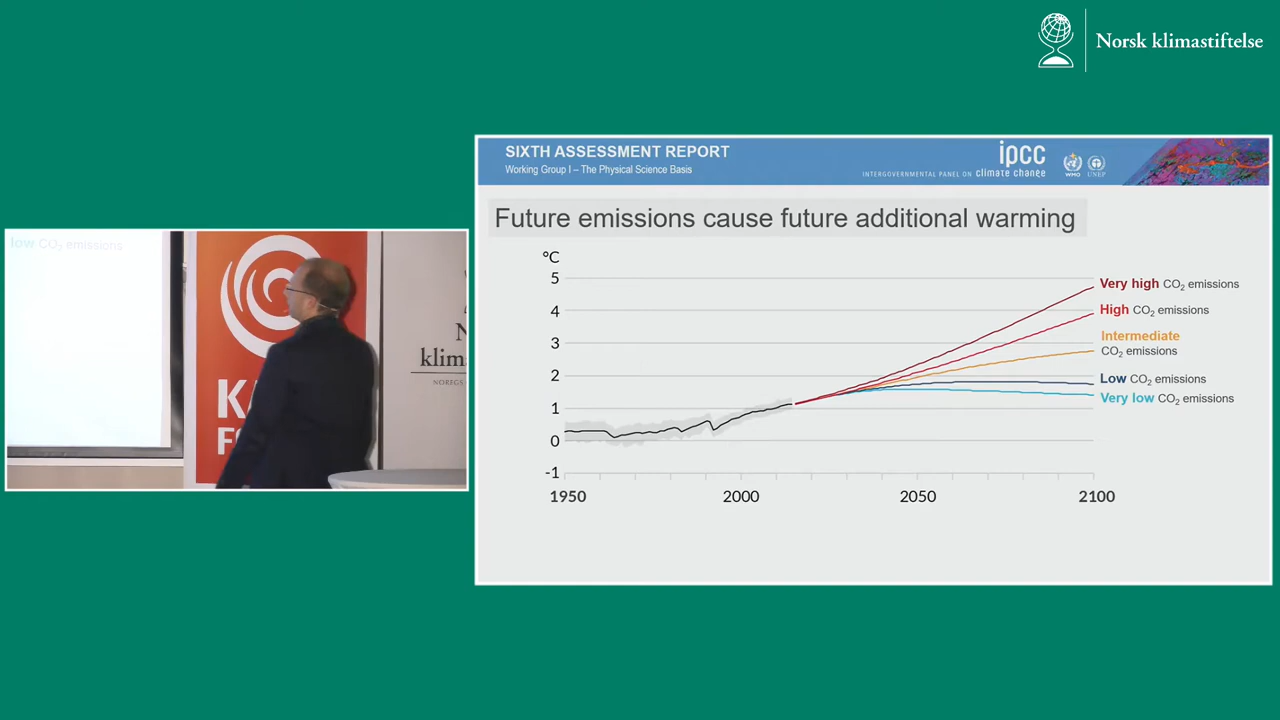 Norsk klimastiftelse
SIXTH ASSESSMENT REPORT
Working Group I – The Physical Science Basis
INTERGOVERNMENTAL PANEL ON climate change
ipcc
WMO
UNEP
Future emissions cause future additional warming
°C
5
4
3
2
1
0
-1
1950
2000
2050
2100
Very high CO₂ emissions
High CO₂ emissions
Intermediate
CO₂ emissions
Low CO₂ emissions
Very low CO₂ emissions
low CO₂ emissions
klim
NOREGS